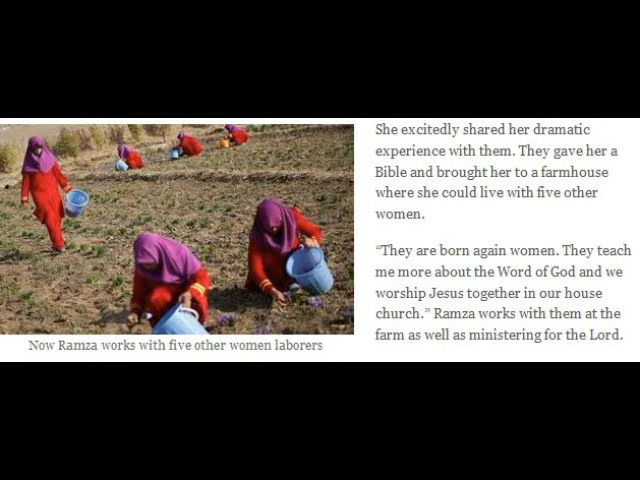 She excitedly shared her dramatic
experience with them. They gave her a
Bible and brought her to a farmhouse
where she could live with five other
women.
“They are born again women. They teach
me more about the Word of God and we
worship Jesus together in our house
church.” Ramza works with them at the
farm as well as ministering for the Lord.
Now Ramza works with five other women laborers